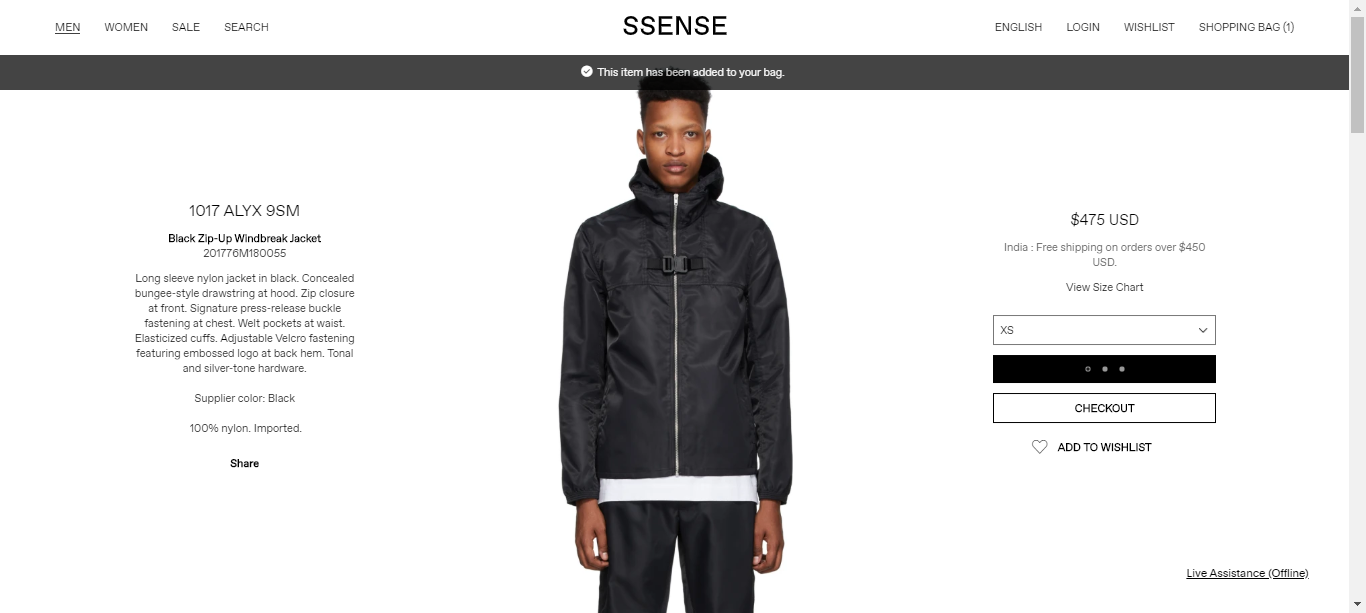 MEN WOMEN SALE SEARCH
SSENSE
ENGLISH LOGIN WISHLIST SHOPPING BAG (1)
This item has been added to your bag.
1017 ALYX 9SM
Black Zip-Up Windbreak Jacket
201776M180055
Long sleeve nylon jacket in black. Concealed
bungee-style drawstring at hood. Zip closure
at front. Signature press-release buckle
fastening at chest. Welt pockets at waist.
Elasticized cuffs. Adjustable Velcro fastening
featuring embossed logo at back hem. Tonal
and silver-tone hardware.
Supplier color: Black
100% nylon. Imported.
Share
$475 USD
India : Free shipping on orders over $450
USD.
View Size Chart
XS
CHECKOUT
ADD TO WISHLIST
Live Assistance (Offline)